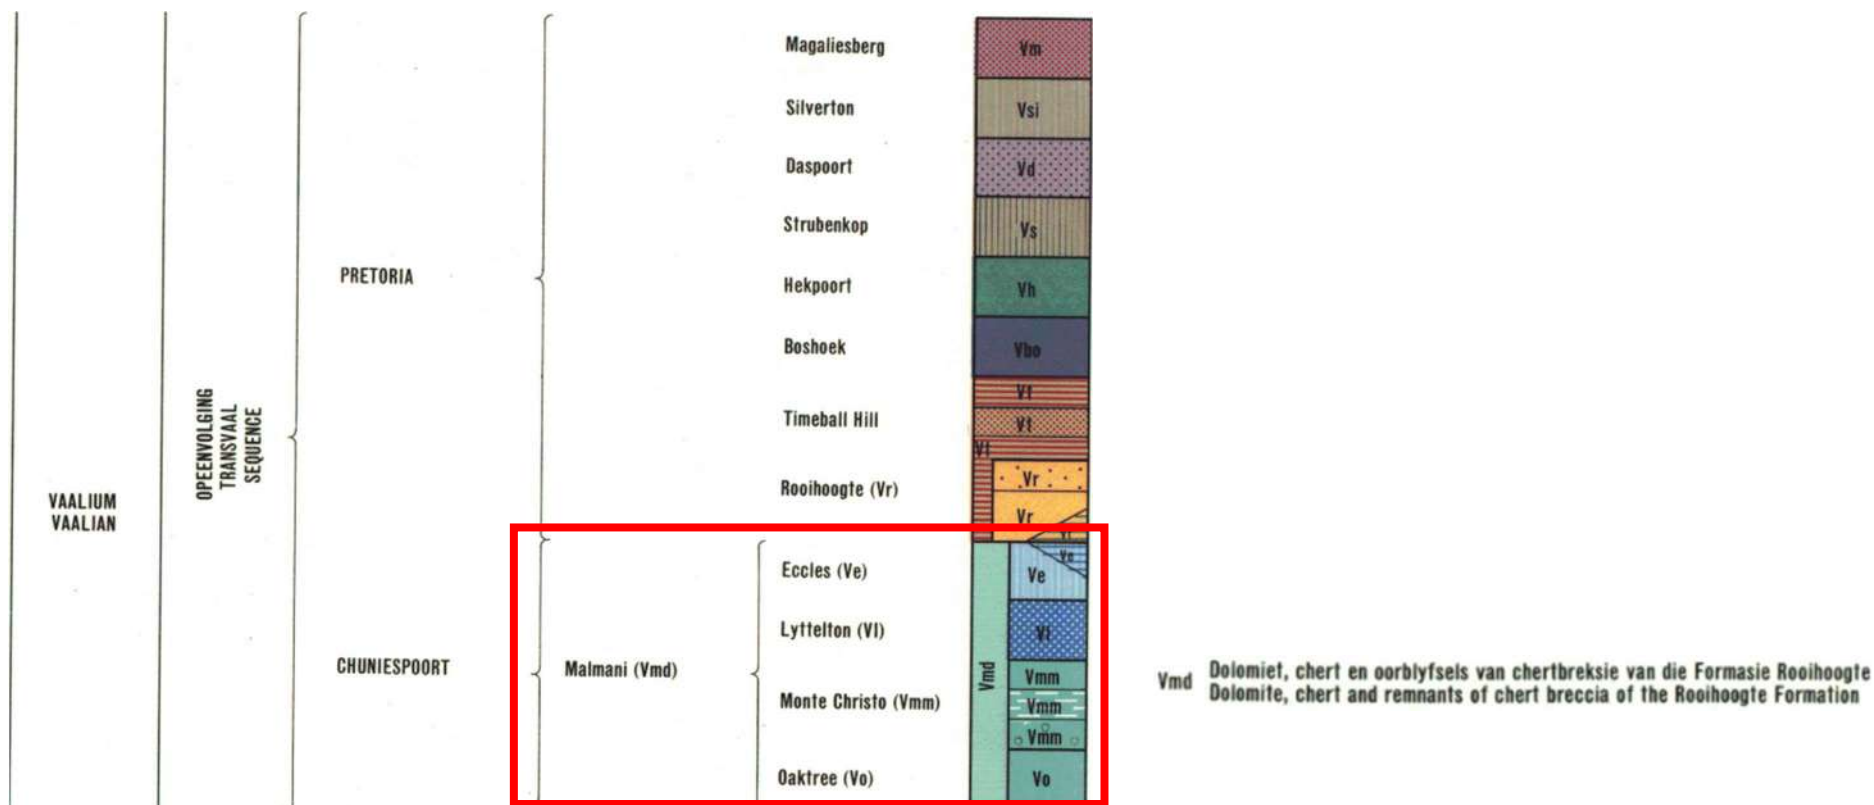 Magaliesberg
Vm
Silverton
Vsi
Daspoort
Vd
Strubenkop
Vs
PRETORIA
Hekpoort
Vh
Boshoek
Vbo
Vt
Timeball Hill
Vt
Vt
Rooihoogte (Vr)
Vr
Vr
Vr
OPEENVOLGING
TRANSVAAL
SEQUENCE
VAALIUM
VAALIAN
Eccles (Ve)
Ve
Ve
Lyttelton (Vl)
Vl
CHUNIESPOORT
Malmani (Vmd)
Vmd
Monte Christo (Vmm)
Vmm
Vmm
Vmm
Oaktree (Vo)
Vo
Vmd
Dolomiet, chert en oorblyfsels van chertbreksie van die Formasie Rooihoogte
Dolomite, chert and remnants of chert breccia of the Rooihoogte Formation